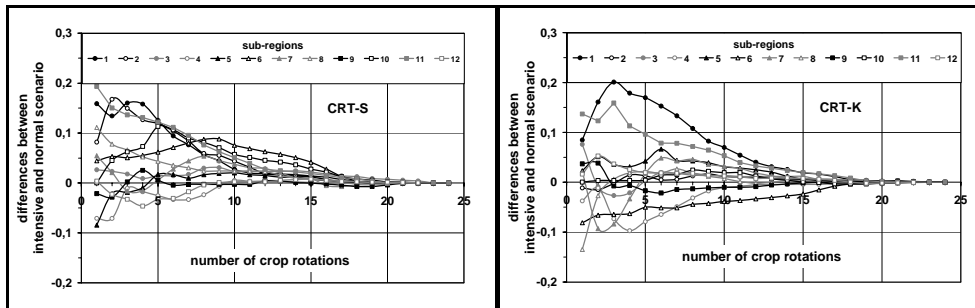 0,3
0,2
0,1
0
-0,1
-0,2
differences between
intensive and normal scenario
sub-regions
1 2 3 4 5 6 7 8 9 10 11 12
CRT-S
0 5 10 15 20 25
number of crop rotations
0,3
0,2
0,1
0
-0,1
-0,2
differences between
intensive and normal scenario
sub-regions
1 2 3 4 5 6 7 8 9 10 11 12
CRT-K
0 5 10 15 20 25
number of crop rotations